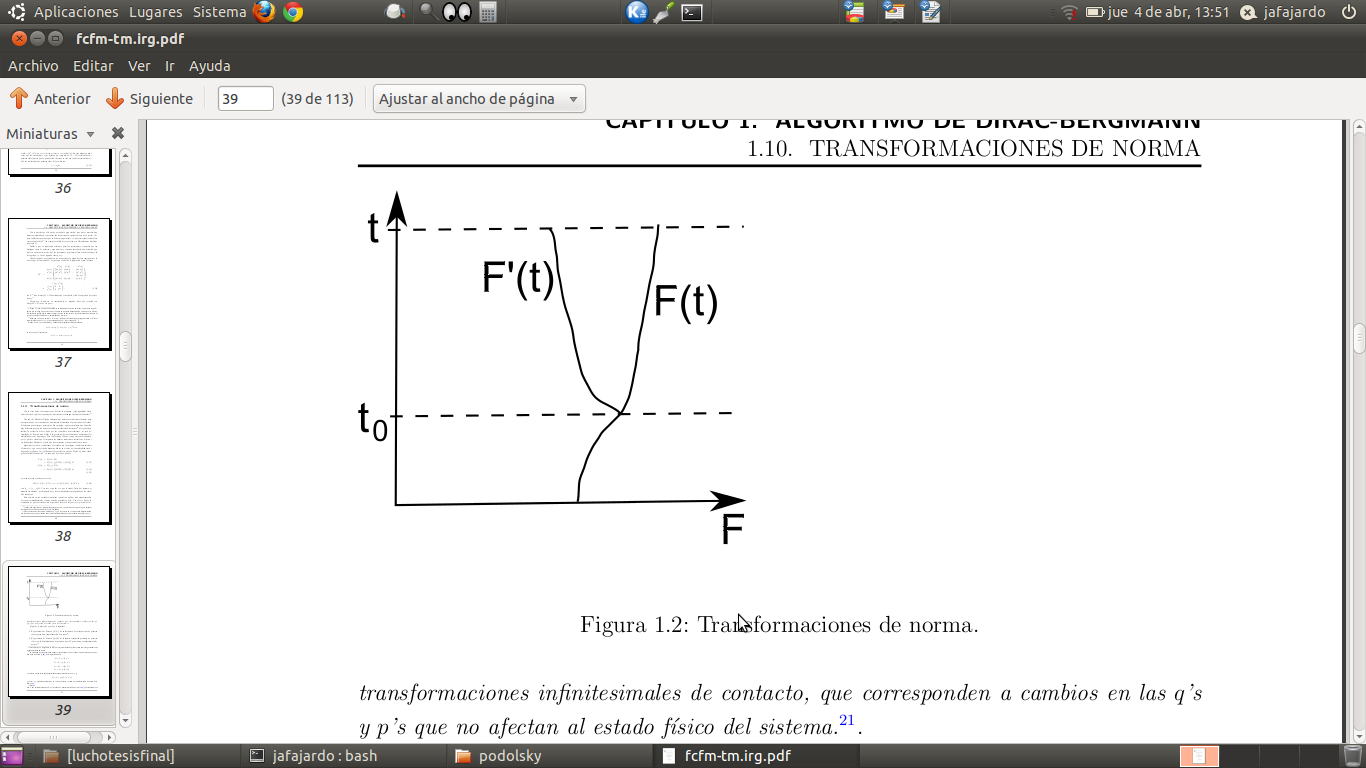 Aplicaciones Lugares Sistema jue 4 de abr, 13:51 jafajardo
fcfm-tm.irg.pdf
Archivo Editar Ver Ir Ayuda
Anterior Siguiente 39 (39 de 113) Ajustar al ancho de página
Miniaturas
36
37
38
39
CAPÍTULO 1. ALGORITMO DE DIRAC-BERGMANN
1.10. TRANSFORMACIONES DE NORMA
t
F'(t)
F(t)
t0
F
Figura 1.2: Transformaciones de norma.
transformaciones infinitesimales de contacto, que corresponden a cambios en las q's
y p's que no afectan al estado físico del sistema.21.
[luchotesisfinal] jafajardo : bash podolsky fcfm-tm.irg.pdf